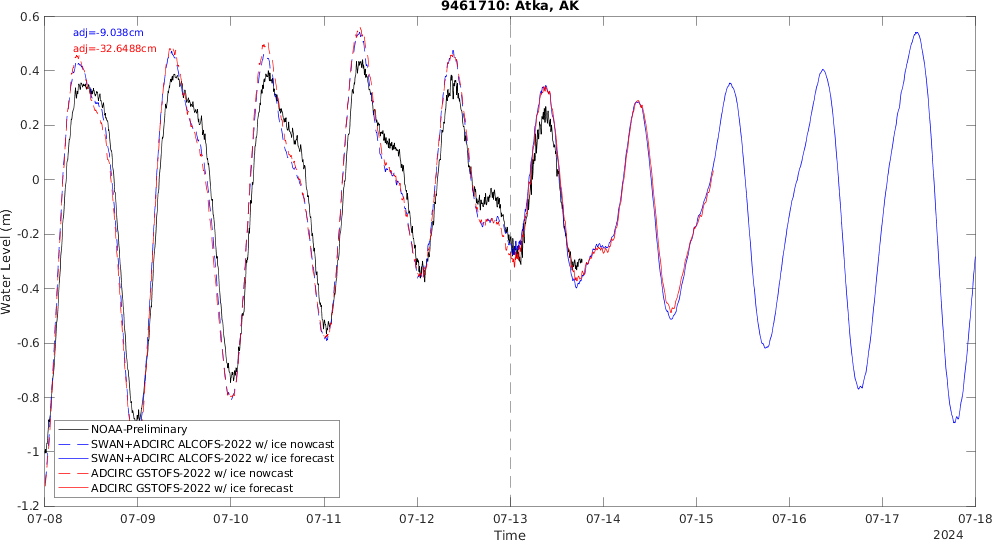 9461710: Atka, AK
adj=-9.038cm
adj=-32.6488cm
0.6
0.4
0.2
0
-0.2
-0.4
-0.6
-0.8
-1
-1.2
Water Level (m)
NOAA-Preliminary
SWAN+ADCIRC ALCOFS-2022 w/ ice nowcast
SWAN+ADCIRC ALCOFS-2022 w/ ice forecast
ADCIRC GSTOFS-2022 w/ ice nowcast
ADCIRC GSTOFS-2022 w/ ice forecast
07-08 07-09 07-10 07-11 07-12 07-13 07-14 07-15 07-16 07-17 07-18
Time
2024